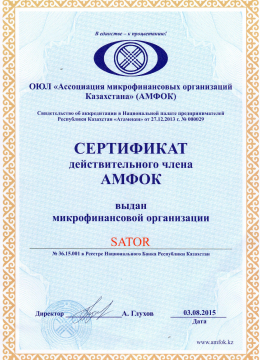 В единстве - к процветанию!
ОЮЛ «Ассоциация микрофинансовых организаций
Казахстана» (АМФОК)
Свидетельство об аккредитации в Национальной палате предпринимателей
Республики Казахстан «Атамекен» от 27.12.2013 г. № 000029
СЕРТИФИКАТ
действительного члена
АМФОК
выдан
микрофинансовой организации
SATOR
№ 36.15.001 в Реестре Национального Банка Республики Казахстан
Директор А. Глухов 03.08.2015
Дата
www.amfok.kz